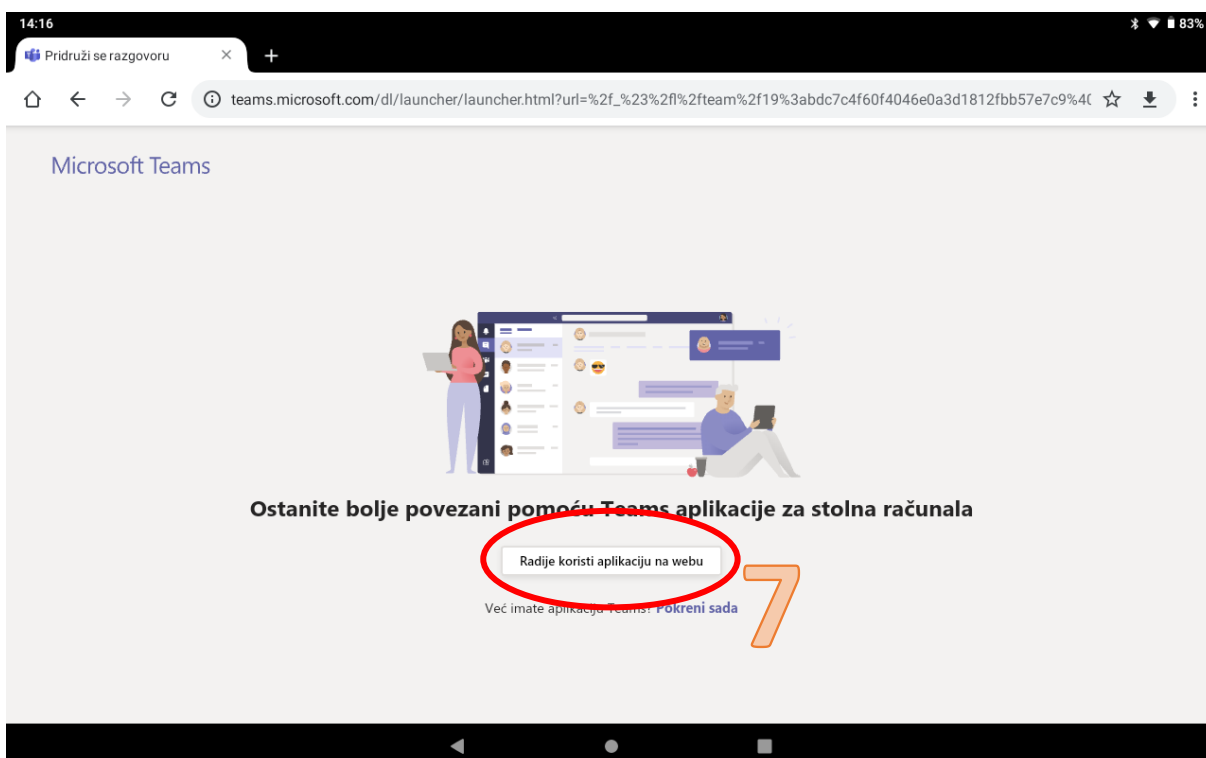 14:16
83%
Pridruži se razgovoru
teams.microsoft.com/dl/launcher/launcher.html?url=%2f_%23%2fl%2fteam%2f19%3abdc7c4f60f4046e0a3d1812fbb57e7c9%4(
Microsoft Teams
Ostanite bolje povezani pomoću Teams aplikacije za stolna računala
Radije koristi aplikaciju na webu
7
Već imate aplikaciju Teams? Pokreni sada